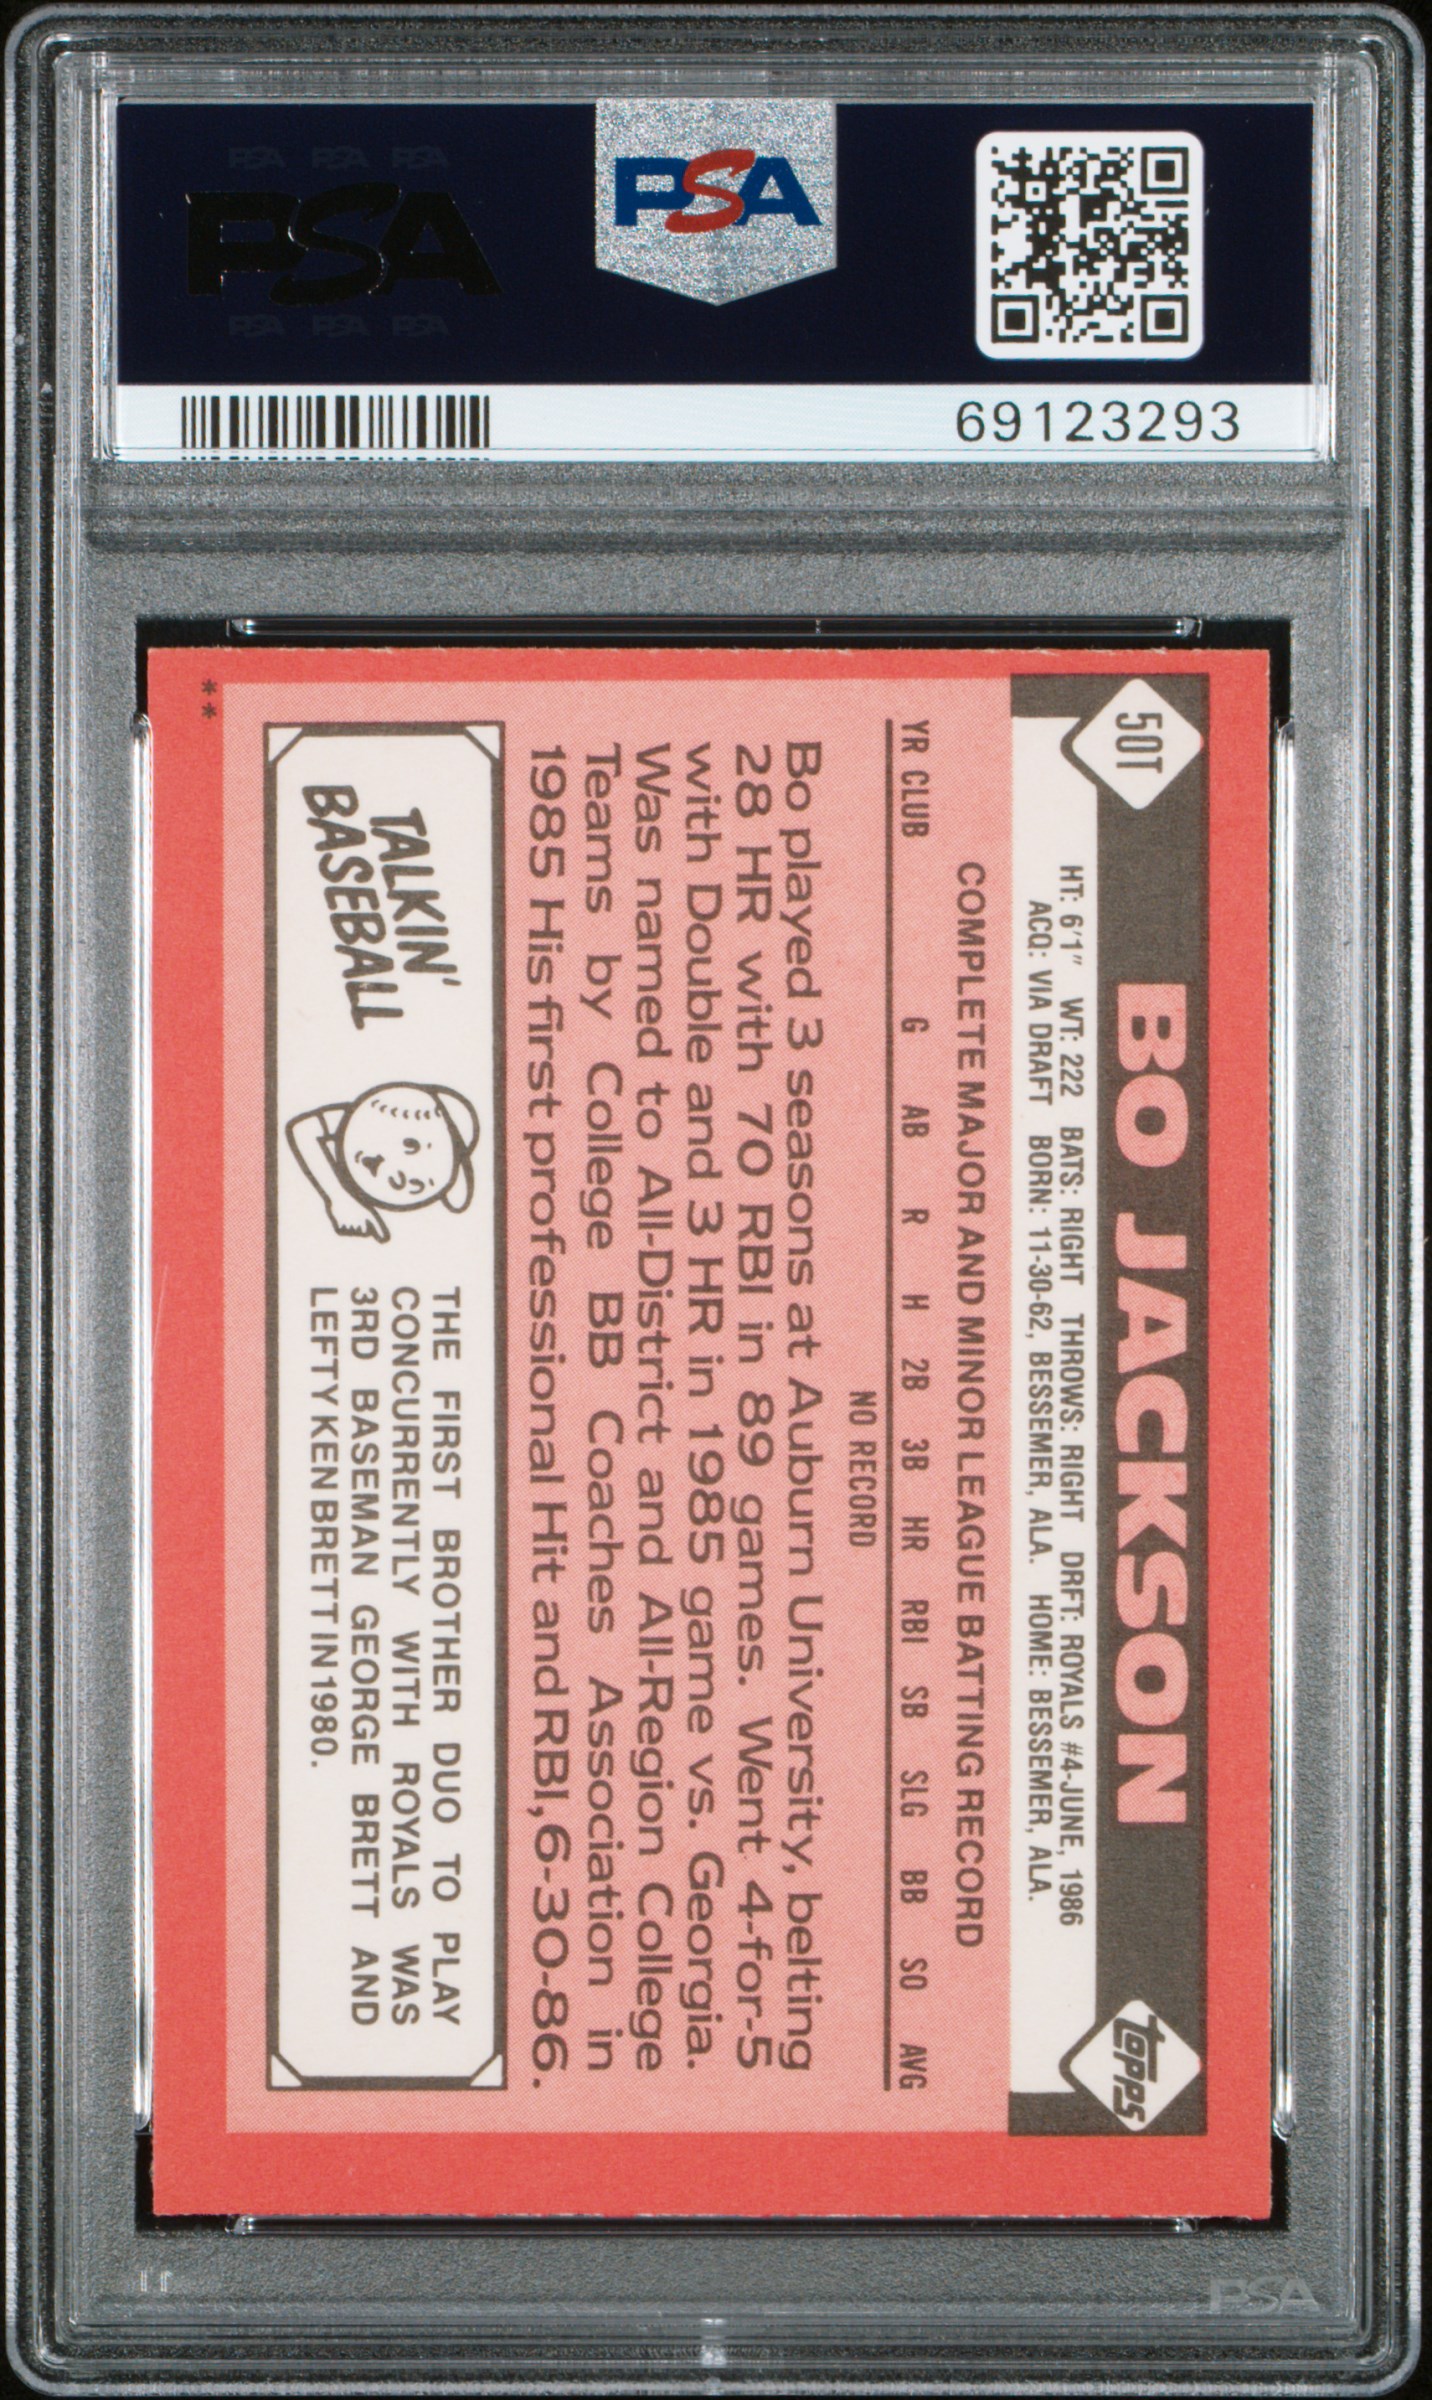 PSA PSA PSA
PSA
PSA PSA PSA
PSA
69123293
50T
BO JACKSON
topps
HT: 6'1" WT: 222 BATS: RIGHT THROWS: RIGHT DRFT: ROYALS #4-JUNE, 1986
ACQ: VIA DRAFT BORN: 11-30-62, BESSEMER, ALA. HOME: BESSEMER, ALA.
COMPLETE MAJOR AND MINOR LEAGUE BATTING RECORD
YR CLUB G AB R H 2B 3B HR RBI SB SLG BB SO AVG
NO RECORD
Bo played 3 seasons at Auburn University, belting
28 HR with 70 RBI in 89 games. Went 4-for-5
with Double and 3 HR in 1985 game vs. Georgia.
Was named to All-District and All-Region College
Teams by College BB Coaches Association in
1985 His first professional Hit and RBI, 6-30-86.
TALKIN'
BASEBALL
THE FIRST BROTHER DUO TO PLAY
CONCURRENTLY WITH ROYALS WAS
3RD BASEMAN GEORGE BRETT AND
LEFTY KEN BRETT IN 1980.
**
PSA